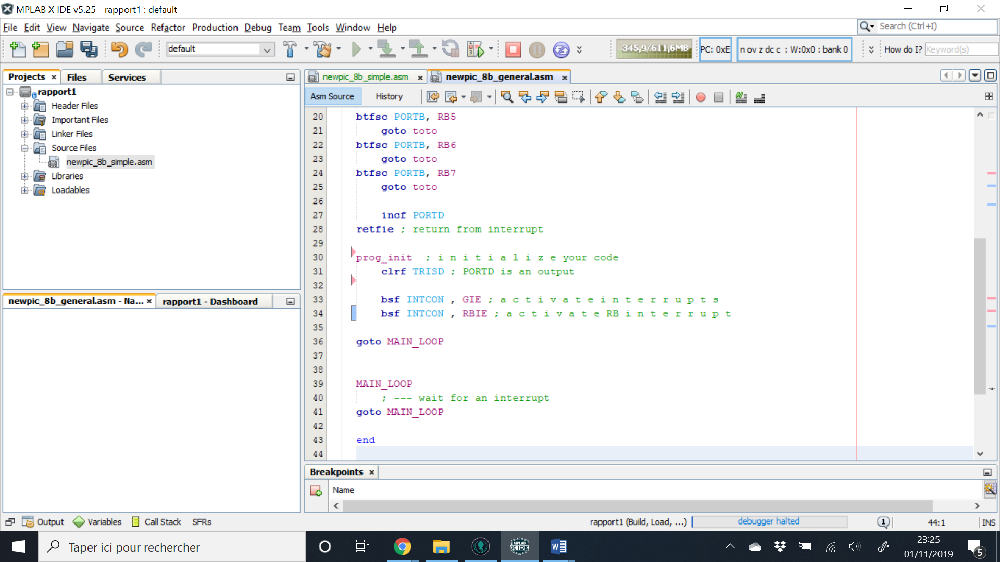 MPLAB X IDE v5.25 - rapport1 : default
File Edit View Navigate Source Refactor Production Debug Team Tools Window Help
Search (Ctrl+I)
default
345,9/611,6MB
PC: 0xE
n ov z dc c : W:0x0 : bank 0
How do I? Keyword(s)
Projects Files Services
rapport1
Header Files
Important Files
Linker Files
Source Files
newpic_8b_simple.asm
Libraries
Loadables
newpic_8b_general.asm - Na... rapport1 - Dashboard
newpic_8b_simple.asm newpic_8b_general.asm
Asm Source History
20 btfsc PORTB, RB5
21 goto toto
22 btfsc PORTB, RB6
23 goto toto
24 btfsc PORTB, RB7
25 goto toto
26
27 incf PORTD
28 retfie ; return from interrupt
29
30 prog_init ; i n i t i a l i z e your code
31 clrf TRISD ; PORTD is an output
32
33 bsf INTCON , GIE ; a c t i v a t e i n t e r r u p t s
34 bsf INTCON , RBIE ; a c t i v a t e RB i n t e r r u p t
35
36 goto MAIN_LOOP
37
38
39 MAIN_LOOP
40 ; --- wait for an interrupt
41 goto MAIN_LOOP
42
43 end
44
Breakpoints
Name
Output Variables Call Stack SFRs
rapport1 (Build, Load, ...) debugger halted
1
44:1 INS
Taper ici pour rechercher
MPLAB X IDE
23:25
01/11/2019
5